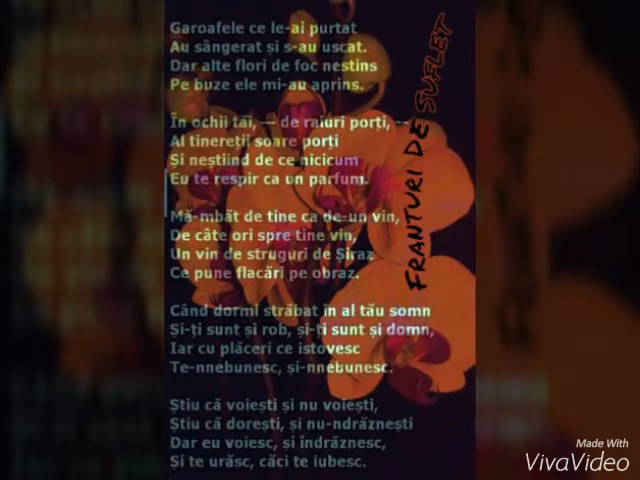 Garoafele ce le-ai purtat
Au sângerat și s-au uscat.
Dar alte flori de foc nestins
Pe buze ele mi-au aprins.
În ochii tăi, — de raiuri porți, --
Al tinereții soare porți
Și neștiind de ce nicicum
Eu te respir ca un parfum.
Mă-mbăt de tine ca de-un vin,
De câte ori spre tine vin,
Un vin de struguri de Șiraz
Ce pune flacări pe obraz.
Când dormi străbat în al tău somn
Și-ți sunt și rob, și-ți sunt și domn,
Iar cu plăceri ce istovesc
Te-nnebunesc, și-nnebunesc.
Știu că voiești și nu voiești,
Știu că dorești, și nu-ndrăznești
Dar eu voiesc, și îndrăznesc,
Și te urăsc, căci te iubesc.
FRANTURI DE SUFLET
Made With
VivaVideo